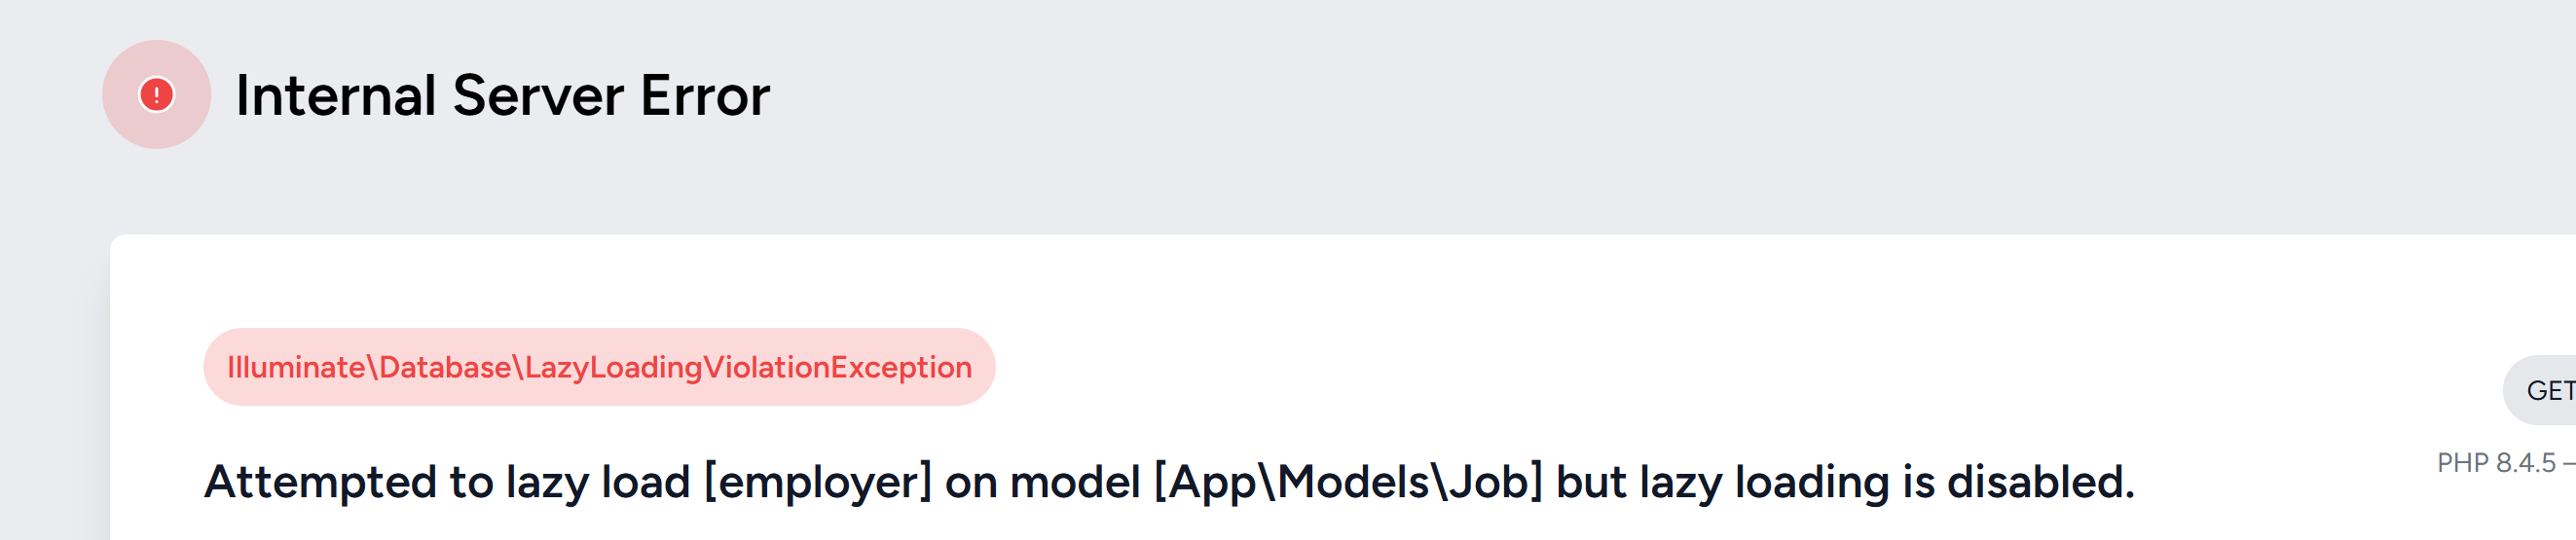 Internal Server Error
Illuminate\Database\LazyLoadingViolationException
GET
Attempted to lazy load [employer] on model [App\Models\Job] but lazy loading is disabled.
PHP 8.4.5 —